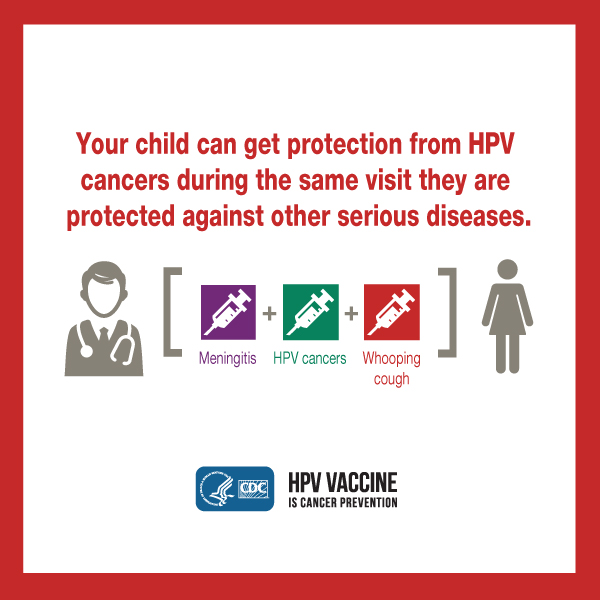 Your child can get protection from HPV
cancers during the same visit they are
protected against other serious diseases.
[ + + ]
Meningitis HPV cancers Whooping
cough
CDC HPV VACCINE
IS CANCER PREVENTION